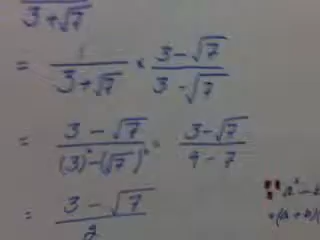 3+√7
= 1/(3+√7) × (3-√7)/(3-√7)
= (3-√7)/((3)²-(√7)²) = (3-√7)/(9-7)
= (3-√7)/2
∵ a²-b
=(a+b)(